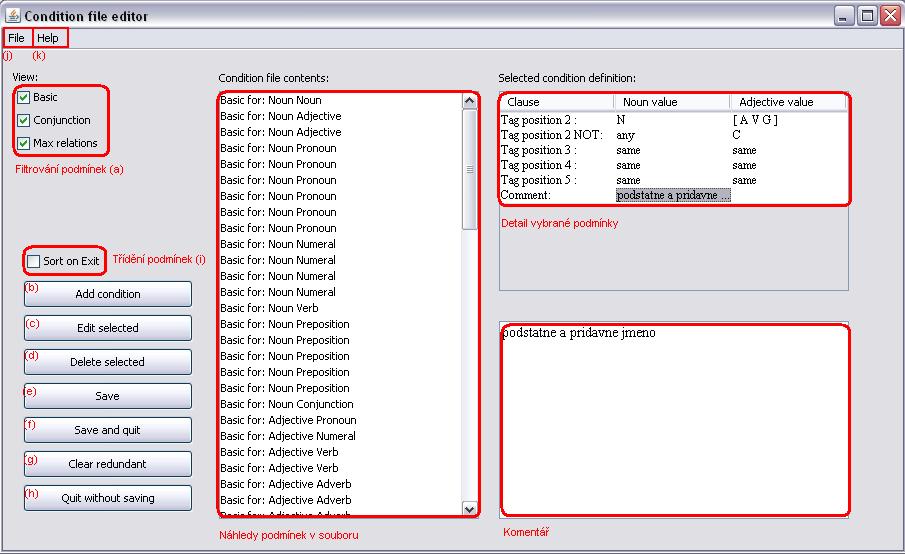 Condition file editor
File Help
(j) (k)
View:
Basic
Conjunction
Max relations
Filtrování podmínek (a)
Sort on Exit
Třídění podmínek (i)
(b) Add condition
(c) Edit selected
(d) Delete selected
(e) Save
(f) Save and quit
(g) Clear redundant
(h) Quit without saving
Condition file contents:
Basic for: Noun Noun
Basic for: Noun Adjective
Basic for: Noun Adjective
Basic for: Noun Pronoun
Basic for: Noun Pronoun
Basic for: Noun Pronoun
Basic for: Noun Pronoun
Basic for: Noun Pronoun
Basic for: Noun Pronoun
Basic for: Noun Numeral
Basic for: Noun Numeral
Basic for: Noun Numeral
Basic for: Noun Numeral
Basic for: Noun Verb
Basic for: Noun Preposition
Basic for: Noun Preposition
Basic for: Noun Preposition
Basic for: Noun Preposition
Basic for: Noun Preposition
Basic for: Noun Conjunction
Basic for: Adjective Pronoun
Basic for: Adjective Numeral
Basic for: Adjective Verb
Basic for: Adjective Verb
Basic for: Adjective Adverb
Basic for: Adjective Adverb
Basic for: Adjective Adverb
Náhledy podmínek v souboru
Selected condition definition:
Clause Noun value Adjective value
Tag position 2 : N [ A V G ]
Tag position 2 NOT: any C
Tag position 3 : same same
Tag position 4 : same same
Tag position 5 : same same
Comment: podstatne a pridavne ...
Detail vybrané podmínky
podstatne a pridavne jmeno
Komentář